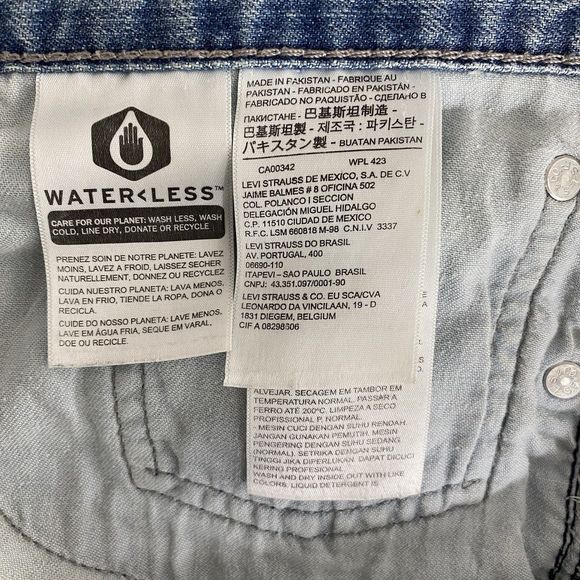 WATER<LESS™
CARE FOR OUR PLANET: WASH LESS, WASH
COLD, LINE DRY, DONATE OR RECYCLE
PRENEZ SOIN DE NOTRE PLANETE: LAVEZ
MOINS, LAVEZ A FROID, LAISSEZ SECHER
NATURELLEMENT, DONNEZ OU RECYCLEZ
CUIDA NUESTRO PLANETA: LAVA MENOS,
LAVA EN FRIO, TIENDE LA ROPA, DONA O
RECICLA.
CUIDE DO NOSSO PLANETA: LAVE MENOS,
LAVE EM ÁGUA FRIA, SEQUE EM VARAL,
DOE OU RECICLE.
MADE IN PAKISTAN - FABRIQUE AU
PAKISTAN - FABRICADO EN PAKISTÁN -
FABRICADO NO PAQUISTÃO - СДЕЛАНО В
ПАКИСТАНЕ - 巴基斯坦制造 -
巴基斯坦製 - 제조국 : 파키스탄 -
パキスタン製 - BUATAN PAKISTAN
CA00342 WPL 423
LEVI STRAUSS DE MEXICO, S.A. DE C.V
JAIME BALMES # 8 OFICINA 502
COL. POLANCO I SECCION
DELEGACIÓN MIGUEL HIDALGO
C.P. 11510 CIUDAD DE MEXICO
R.F.C. LSM 660818 M-98 C.N.I.V 3337
LEVI STRAUSS DO BRASIL
AV. PORTUGAL, 400
06690-110
ITAPEVI – SAO PAULO BRASIL
CNPJ: 43.351.097/0001-90
LEVI STRAUSS & CO. EU SCA/CVA
LEONARDO DA VINCILAAN, 19 - D
1831 DIEGEM, BELGIUM
CIF A 08298606
ALVEJAR. SECAGEM EM TAMBOR EM
TEMPERATURA NORMAL. PASSAR A
FERRO ATÉ 200°C. LIMPEZA A SECO
PROFISSIONAL P. NORMAL.
- MESIN CUCI DENGAN SUHU RENDAH.
JANGAN GUNAKAN PEMUTIH. MESIN
PENGERING DENGAN SUHU SEDANG
(NORMAL). SETRIKA DENGAN SUHU
TINGGI JIKA DIPERLUKAN. DAPAT DICUCI
KERING PROFESIONAL
WASH AND DRY INSIDE OUT WITH LIKE
COLORS. LIQUID DETERGENT IS